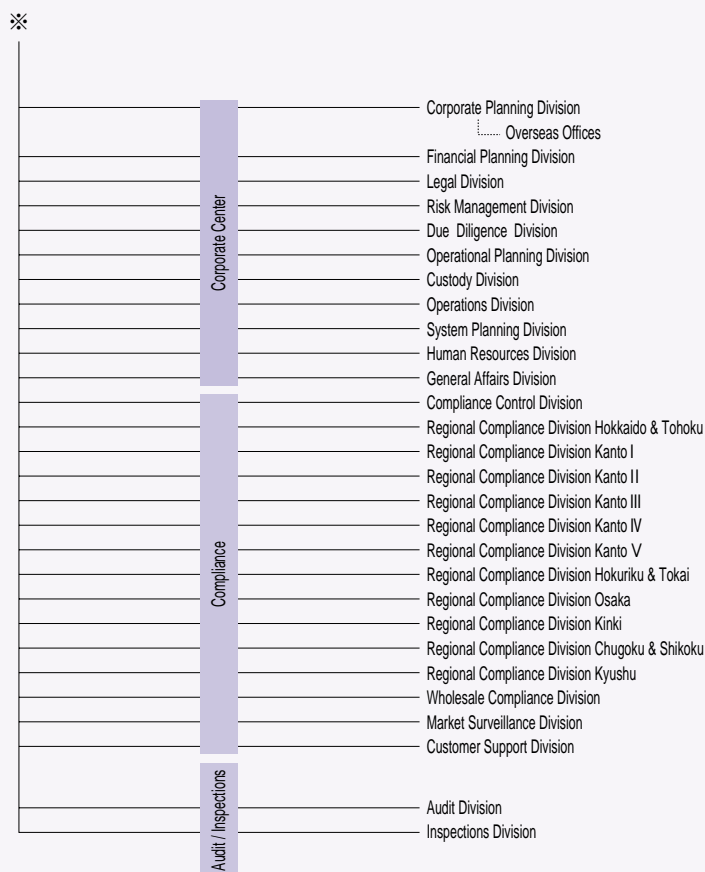 ※
Corporate Center
Corporate Planning Division
Overseas Offices
Financial Planning Division
Legal Division
Risk Management Division
Due Diligence Division
Operational Planning Division
Custody Division
Operations Division
System Planning Division
Human Resources Division
General Affairs Division
Compliance
Compliance Control Division
Regional Compliance Division Hokkaido & Tohoku
Regional Compliance Division Kanto I
Regional Compliance Division Kanto II
Regional Compliance Division Kanto III
Regional Compliance Division Kanto IV
Regional Compliance Division Kanto V
Regional Compliance Division Hokuriku & Tokai
Regional Compliance Division Osaka
Regional Compliance Division Kinki
Regional Compliance Division Chugoku & Shikoku
Regional Compliance Division Kyushu
Wholesale Compliance Division
Market Surveillance Division
Customer Support Division
Audit / Inspections
Audit Division
Inspections Division